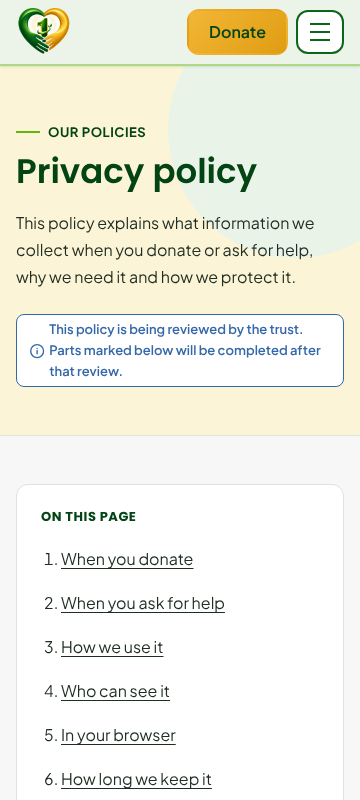 Donate
OUR POLICIES
Privacy policy
This policy explains what information we
collect when you donate or ask for help,
why we need it and how we protect it.
This policy is being reviewed by the trust.
Parts marked below will be completed after
that review.
ON THIS PAGE
1. When you donate
2. When you ask for help
3. How we use it
4. Who can see it
5. In your browser
6. How long we keep it